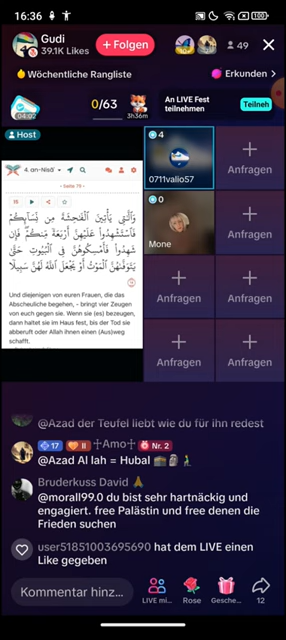 16:36
Gudi
39.1K Likes
+ Folgen
49
Wöchentliche Rangliste
Erkunden >
04:02
0/63
3h36m
An LIVE Fest
teilnehmen
Teilneh
Host
4. an-Nisāʾ
- Seite 79 -
وَٱلَّٰتِي يَأۡتِينَ ٱلۡفَٰحِشَةَ مِن نِّسَآئِكُمۡ
فَٱسۡتَشۡهِدُواْ عَلَيۡهِنَّ أَرۡبَعَةٗ مِّنكُمۡۖ فَإِن
شَهِدُواْ فَأَمۡسِكُوهُنَّ فِي ٱلۡبُيُوتِ حَتَّىٰ
يَتَوَفَّىٰهُنَّ ٱلۡمَوۡتُ أَوۡ يَجۡعَلَ ٱللَّهُ لَهُنَّ سَبِيلٗا
Und diejenigen von euren Frauen, die das
Abscheuliche begehen, - bringt vier Zeugen
von euch gegen sie. Wenn sie (es) bezeugen,
dann haltet sie im Haus fest, bis der Tod sie
abberuft oder Allah ihnen einen (Aus)weg
schafft.
4
0711valio57
Anfragen
0
Mone
Anfragen
Anfragen
Anfragen
Anfragen
Anfragen
@Azad der Teufel liebt wie du für ihn redest
17 II ☥Amo☥ Nr. 2
@Azad Al lah = Hubal
Bruderkuss David
@morall99.0 du bist sehr hartnäckig und
engagiert. free Palästin und free denen die
Frieden suchen
user51851003695690 hat dem LIVE einen
Like gegeben
Kommentar hinz...
LIVE mi...
Rose
Gesche...
12